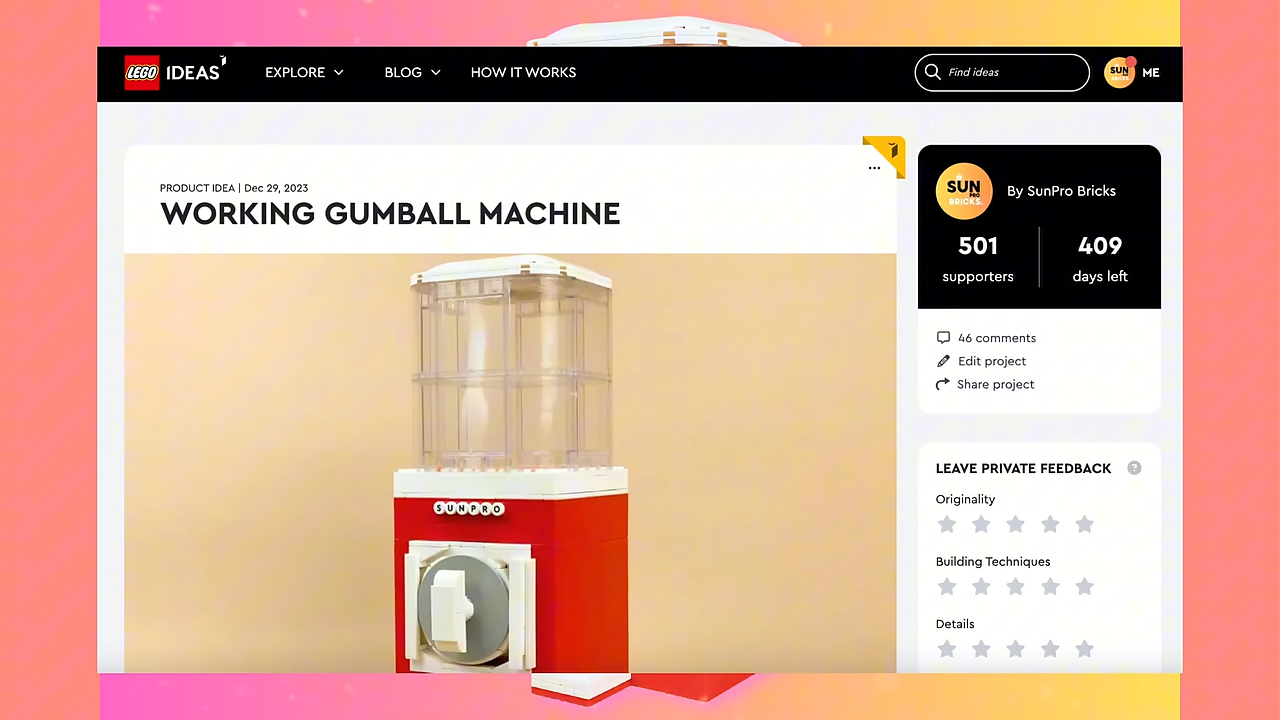 LEGO IDEAS
EXPLORE
BLOG
HOW IT WORKS
Find ideas
SUN
BRICKS.
ME
PRODUCT IDEA | Dec 29, 2023
WORKING GUMBALL MACHINE
SUNPRO
SUN
PRO
BRICKS.
By SunPro Bricks
501
409
supporters
days left
46 comments
Edit project
Share project
LEAVE PRIVATE FEEDBACK ?
Originality
Building Techniques
Details